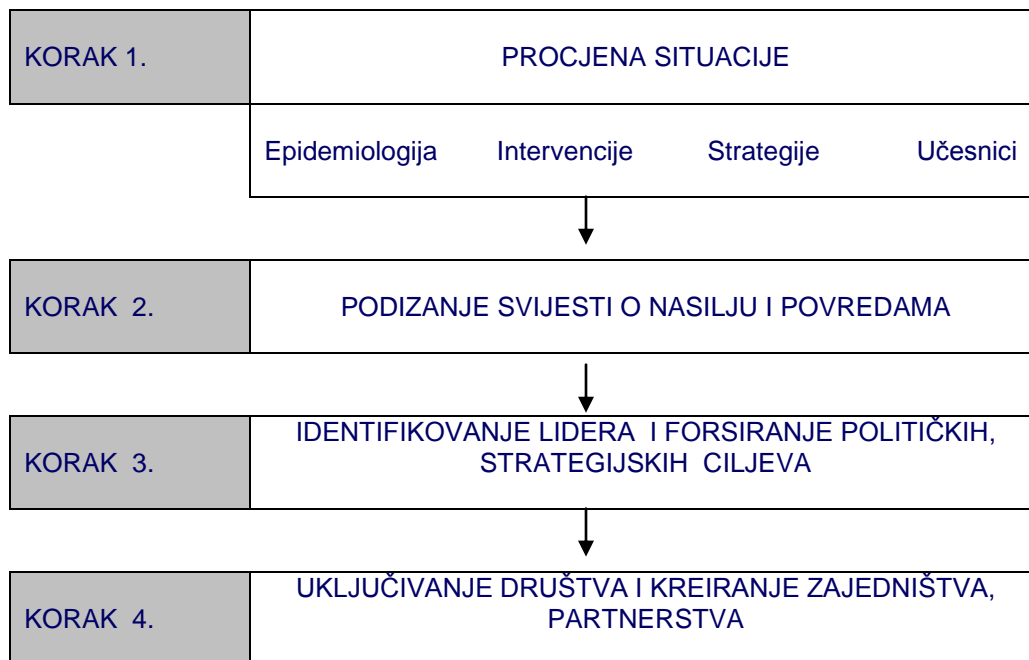 KORAK 1. PROCJENA SITUACIJE
Epidemiologija Intervencije Strategije Učesnici
KORAK 2. PODIZANJE SVIJESTI O NASILJU I POVREDAMA
IDENTIFIKOVANJE LIDERA I FORSIRANJE POLITIČKIH,
KORAK 3. STRATEGIJSKIH CILJEVA
UKLJUČIVANJE DRUŠTVA I KREIRANJE ZAJEDNIŠTVA,
KORAK 4. PARTNERSTVA